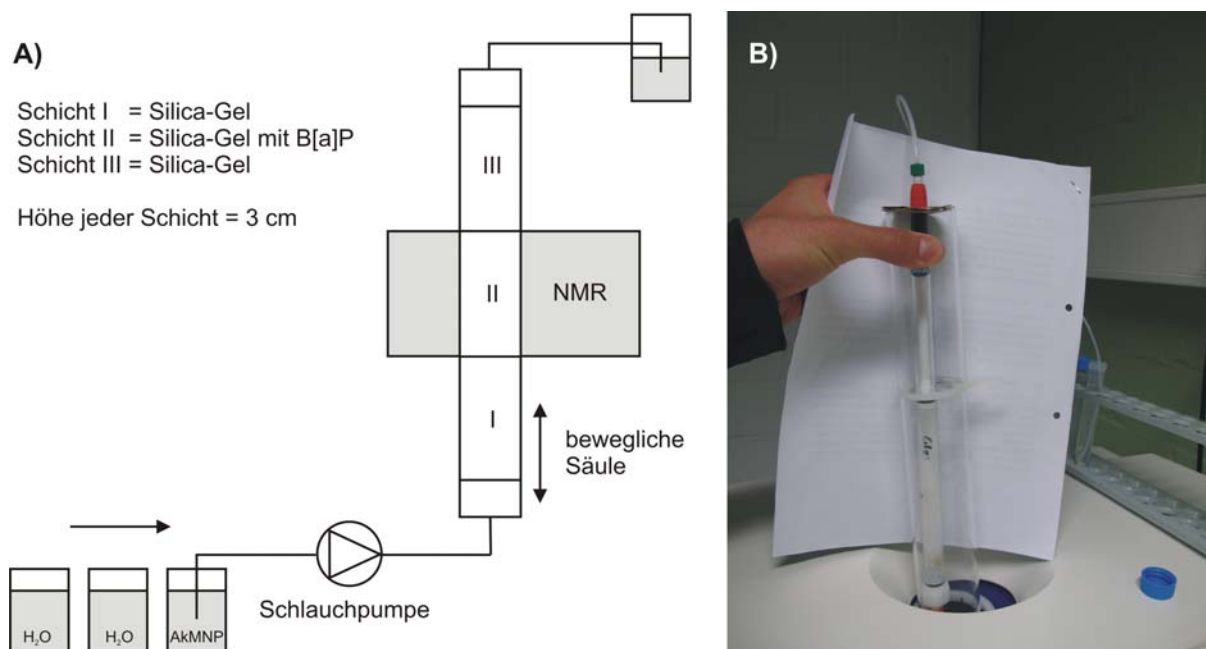 A)
Schicht I = Silica-Gel
Schicht II = Silica-Gel mit B[a]P
Schicht III = Silica-Gel
Höhe jeder Schicht = 3 cm
III
II
NMR
I
bewegliche
Säule
Schlauchpumpe
H₂O
H₂O
AkMNP
B)